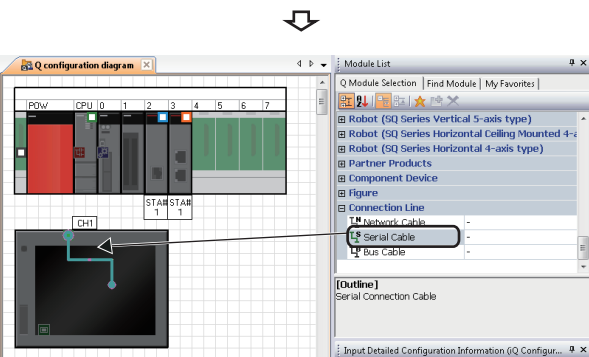 Q configuration diagram
Module List
Q Module Selection Find Module My Favorites
POW CPU 0 1 2 3 4 5 6 7
STA# STA#
1 1
CH1
Robot (SQ Series Vertical 5-axis type)
Robot (SQ Series Horizontal Ceiling Mounted 4-a
Robot (SQ Series Horizontal 4-axis type)
Partner Products
Component Device
Figure
Connection Line
Network Cable -
Serial Cable -
Bus Cable -
[Outline]
Serial Connection Cable
Input Detailed Configuration Information (iQ Configur...